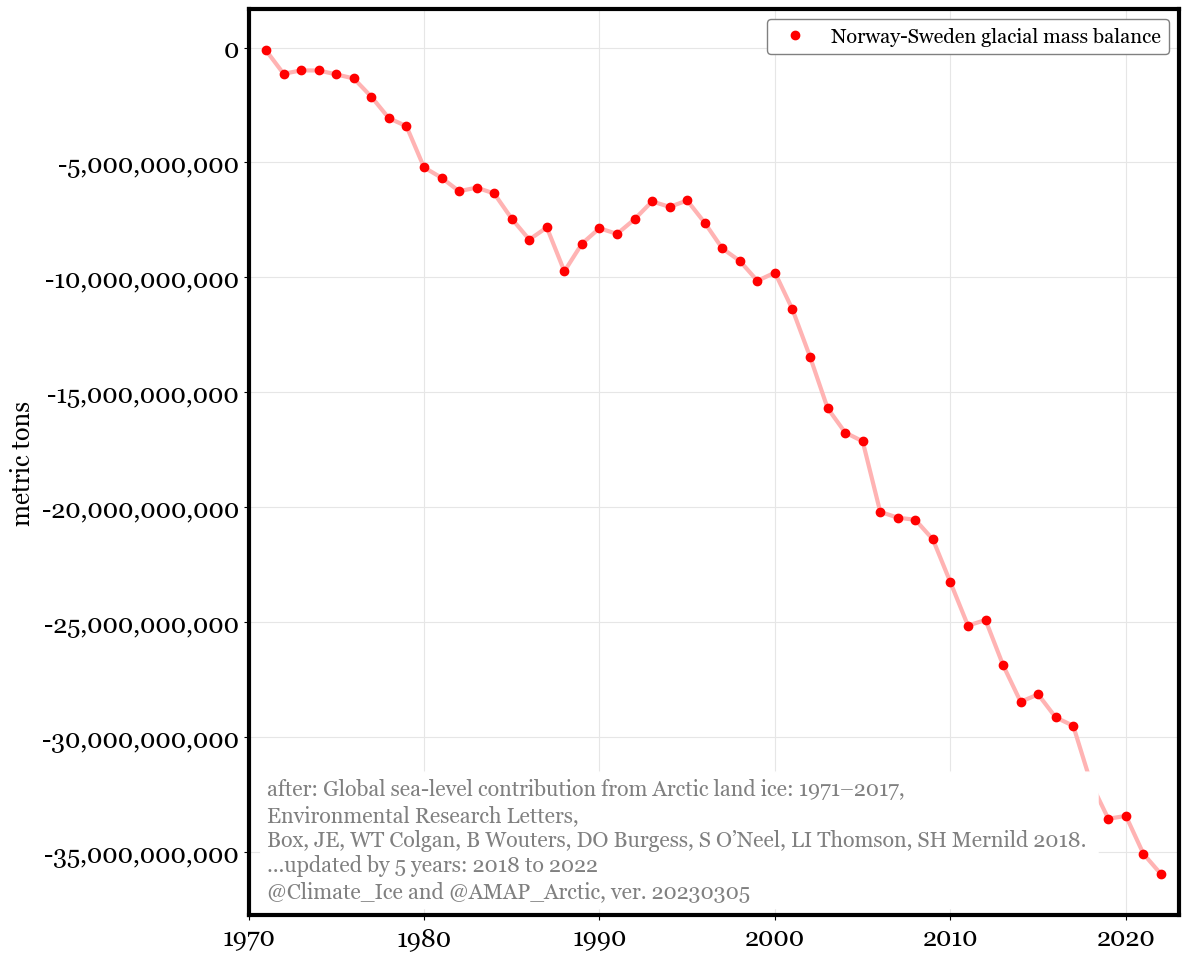 Norway-Sweden glacial mass balance
0
-5,000,000,000
-10,000,000,000
-15,000,000,000
-20,000,000,000
-25,000,000,000
-30,000,000,000
-35,000,000,000
metric tons
after: Global sea-level contribution from Arctic land ice: 1971–2017,
Environmental Research Letters,
Box, JE, WT Colgan, B Wouters, DO Burgess, S O’Neel, LI Thomson, SH Mernild 2018.
...updated by 5 years: 2018 to 2022
@Climate_Ice and @AMAP_Arctic, ver. 20230305
1970 1980 1990 2000 2010 2020